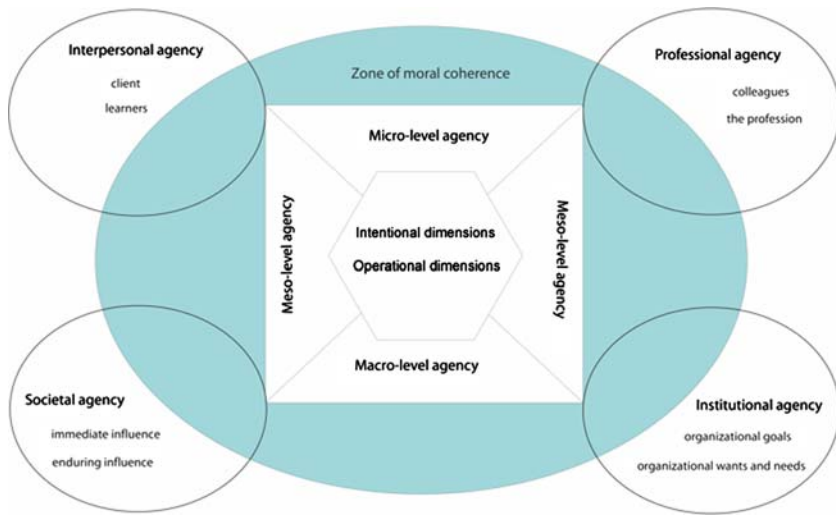 Interpersonal agency
client
learners
Zone of moral coherence
Professional agency
colleagues
the profession
Micro-level agency
Meso-level agency
Intentional dimensions
Operational dimensions
Meso-level agency
Macro-level agency
Societal agency
immediate influence
enduring influence
Institutional agency
organizational goals
organizational wants and needs